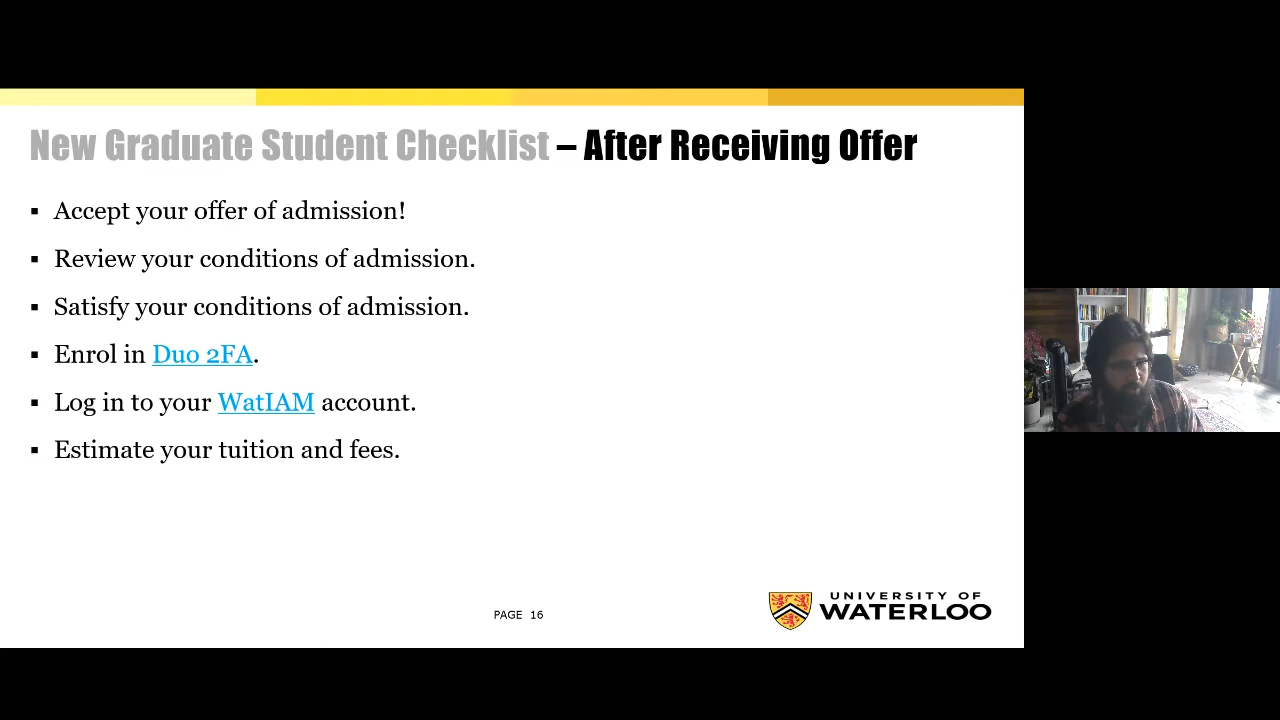 New Graduate Student Checklist – After Receiving Offer
▪ Accept your offer of admission!
▪ Review your conditions of admission.
▪ Satisfy your conditions of admission.
▪ Enrol in Duo 2FA.
▪ Log in to your WatIAM account.
▪ Estimate your tuition and fees.
PAGE 16
UNIVERSITY OF
WATERLOO